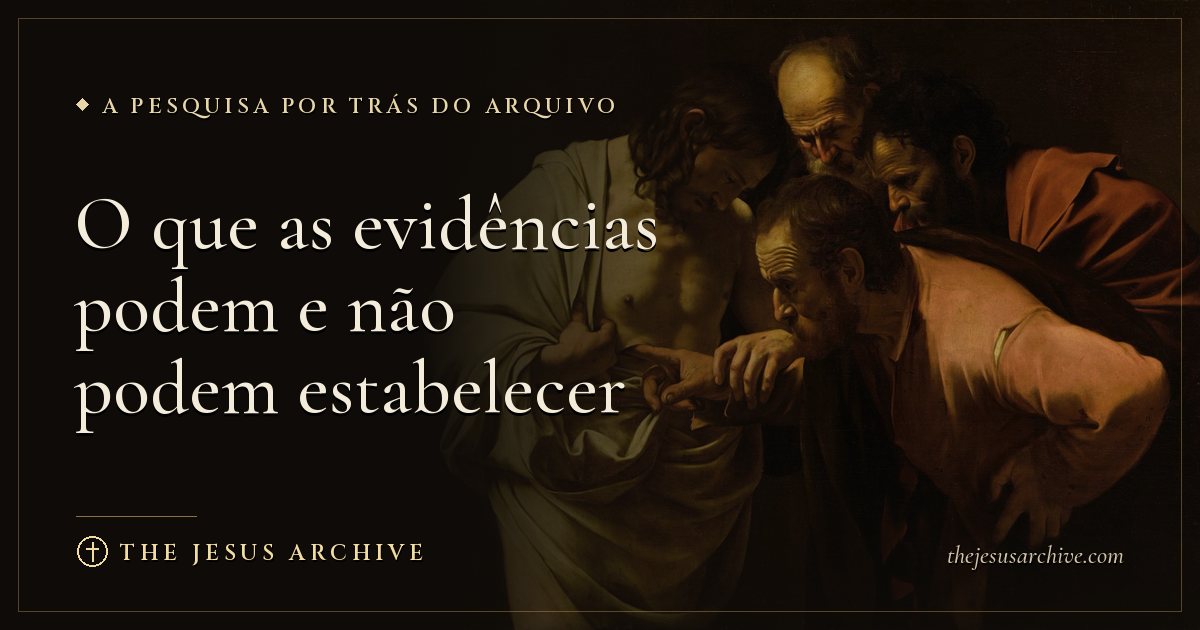 A PESQUISA POR TRÁS DO ARQUIVO
O que as evidências
podem e não
podem estabelecer
THE JESUS ARCHIVE
thejesusarchive.com